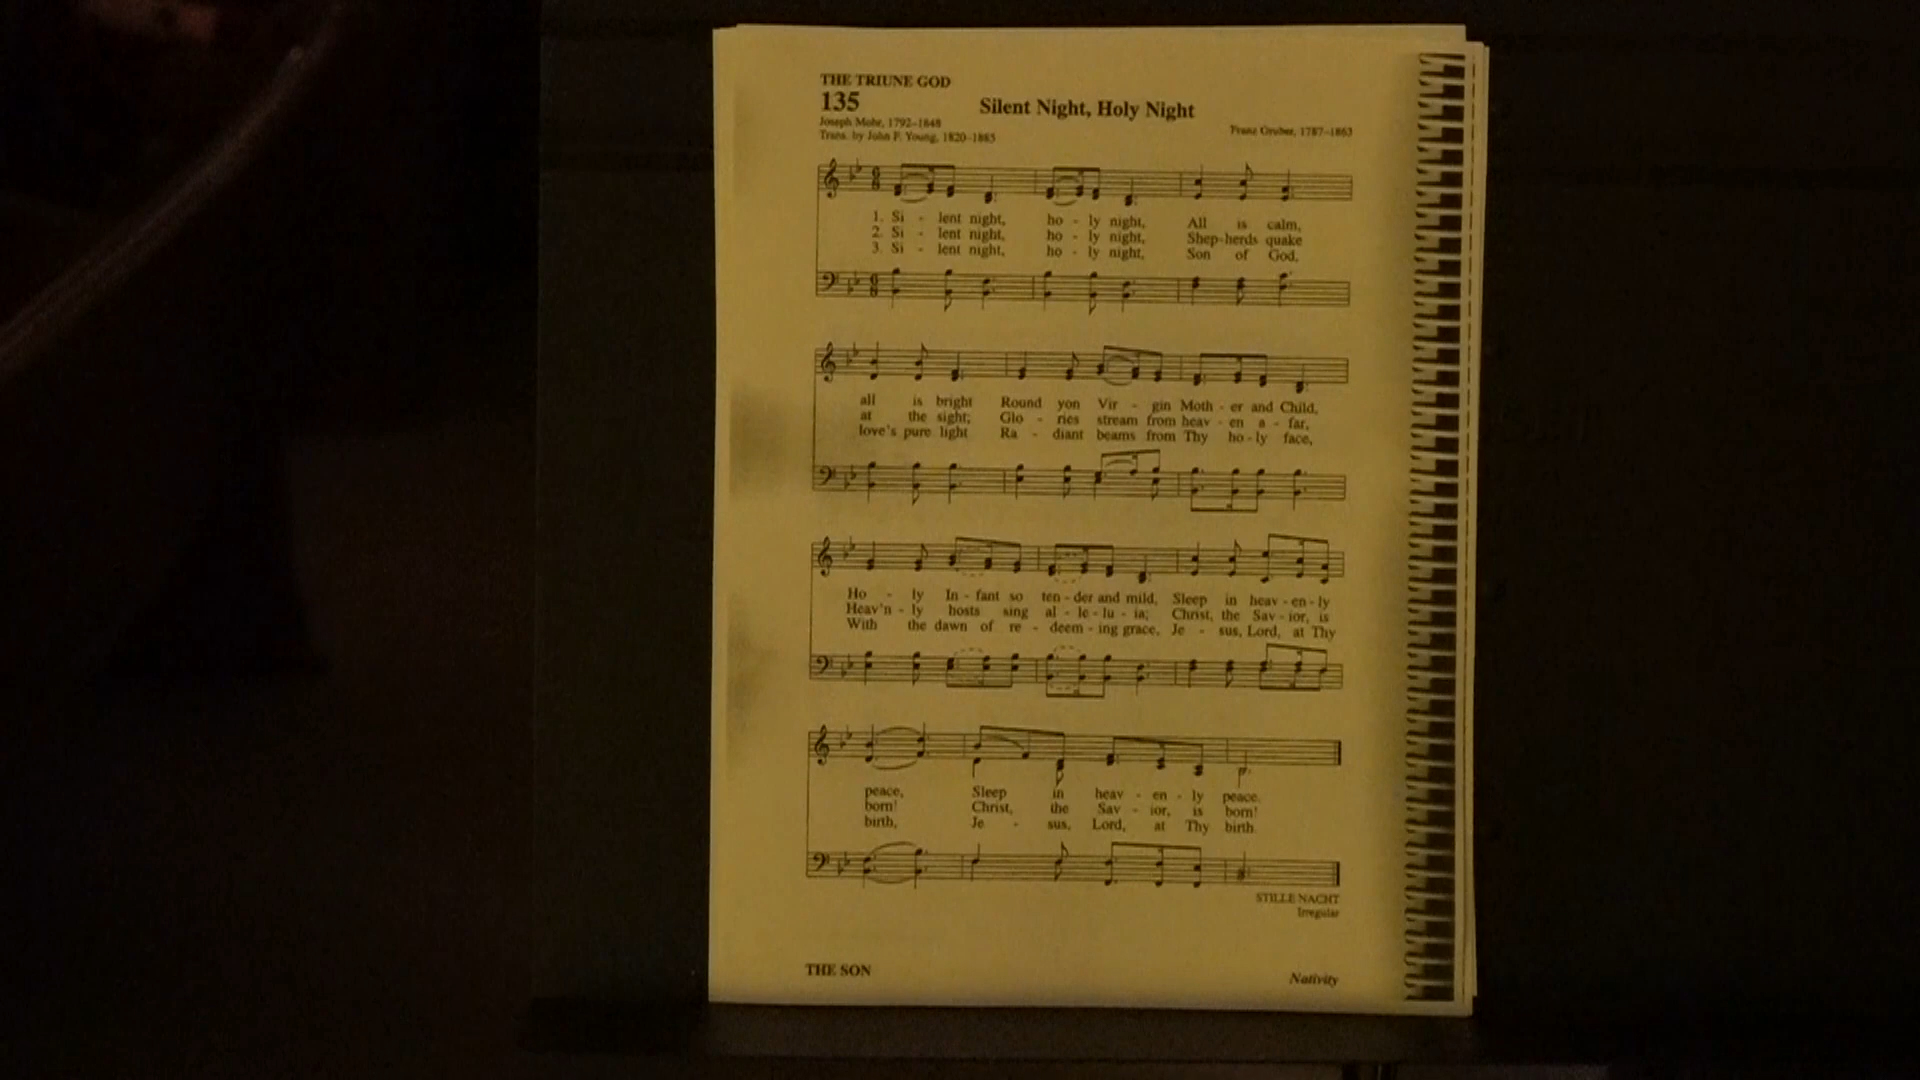 THE TRIUNE GOD
135
Silent Night, Holy Night
Joseph Mohr, 1792–1848
Trans. by John F. Young, 1820–1885
Franz Gruber, 1787–1863
1. Si - lent night, ho - ly night, All is calm,
2. Si - lent night, ho - ly night, Shep-herds quake
3. Si - lent night, ho - ly night, Son of God,
all is bright Round yon Vir - gin Moth - er and Child,
at the sight; Glo - ries stream from heav - en a - far,
love's pure light Ra - diant beams from Thy ho - ly face,
Ho - ly In - fant so ten - der and mild, Sleep in heav - en - ly
Heav'n - ly hosts sing al - le - lu - ia; Christ, the Sav - ior, is
With the dawn of re - deem - ing grace, Je - sus, Lord, at Thy
peace, Sleep in heav - en - ly peace.
born! Christ, the Sav - ior, is born!
birth, Je - sus, Lord, at Thy birth.
STILLE NACHT
Irregular
THE SON
Nativity